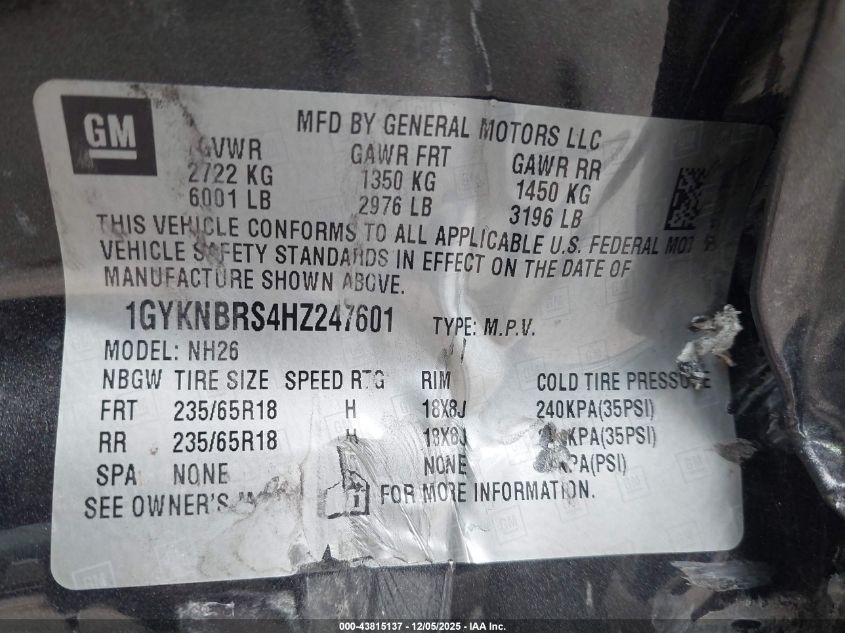 GM
MFD BY GENERAL MOTORS LLC
GVWR GAWR FRT GAWR RR
2722 KG 1350 KG 1450 KG
6001 LB 2976 LB 3196 LB
THIS VEHICLE CONFORMS TO ALL APPLICABLE U.S. FEDERAL
VEHICLE SAFETY STANDARDS IN EFFECT ON THE DATE OF
MANUFACTURE SHOWN ABOVE.
1GYKNBRS4HZ247601 TYPE: M.P.V.
MODEL: NH26
NBGW TIRE SIZE SPEED RTG RIM COLD TIRE PRESSURE
FRT 235/65R18 H 18X8J 240KPA(35PSI)
RR 235/65R18 H 18X8J KPA(35PSI)
SPA NONE NONE KPA(PSI)
SEE OWNER'S FOR MORE INFORMATION.
000-43815137 - 12/05/2025 - IAA Inc.